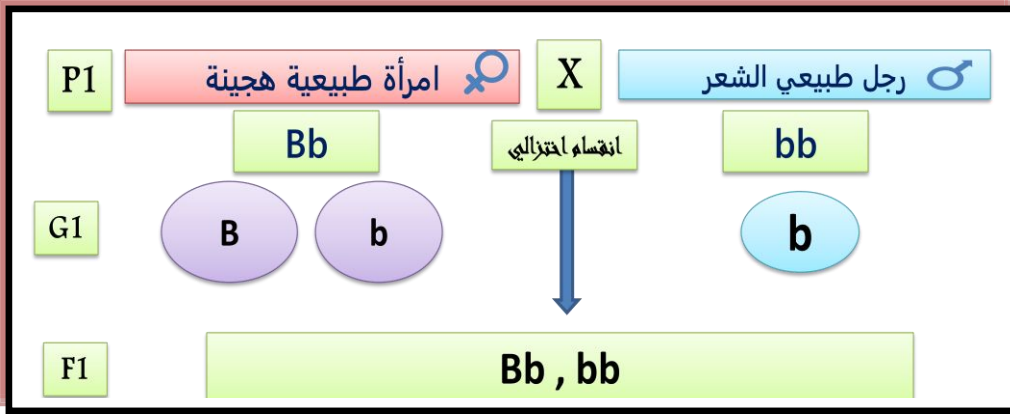 P1
امرأة طبيعية هجينة
X
رجل طبيعي الشعر
Bb
انقسام اختزالي
bb
G1
B
b
b
F1
Bb , bb